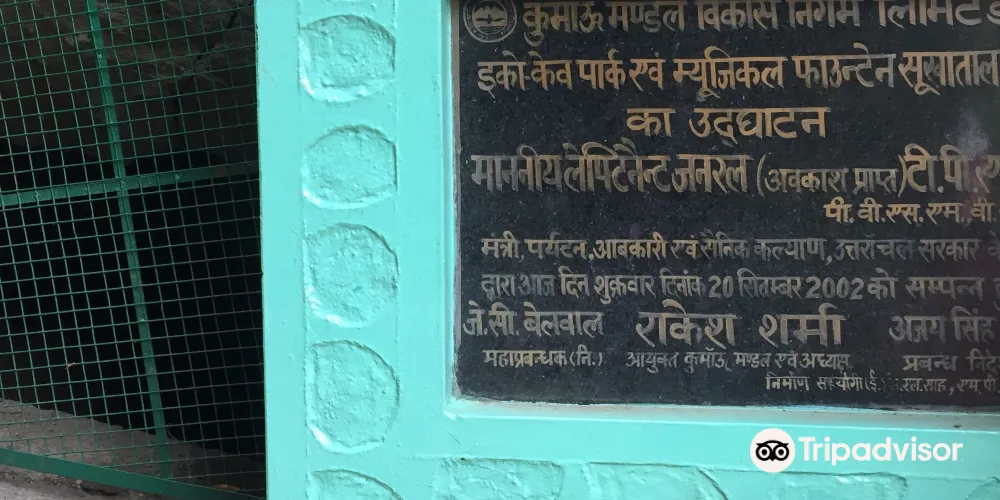 कुमाऊ मण्डल विकास निगम लिमिटेड
इको केव पार्क एवं म्यूजिकल फाउन्टेन सूखाताल
का उद्‌घाटन
माननीय लेफ्टिनेन्ट जनरल (अवकाश प्राप्त) टी.पी.
पी.वी.एस.एम,वी
मंत्री, पर्यटन, आबकारी एवं सैनिक कल्याण, उत्तराँचल सरकार
द्वारा आज दिन शुक्रवार दिनांक 20 सितम्बर 2002 को सम्पन्न
जे.सी. बेलवाल राकेश शर्मा अजय सिंह
महाप्रबन्धक (नि.) आयुक्त कुमाँऊ मण्डल एवं अध्यक्ष प्रबन्ध
निर्माण सहयोगी
Tripadvisor